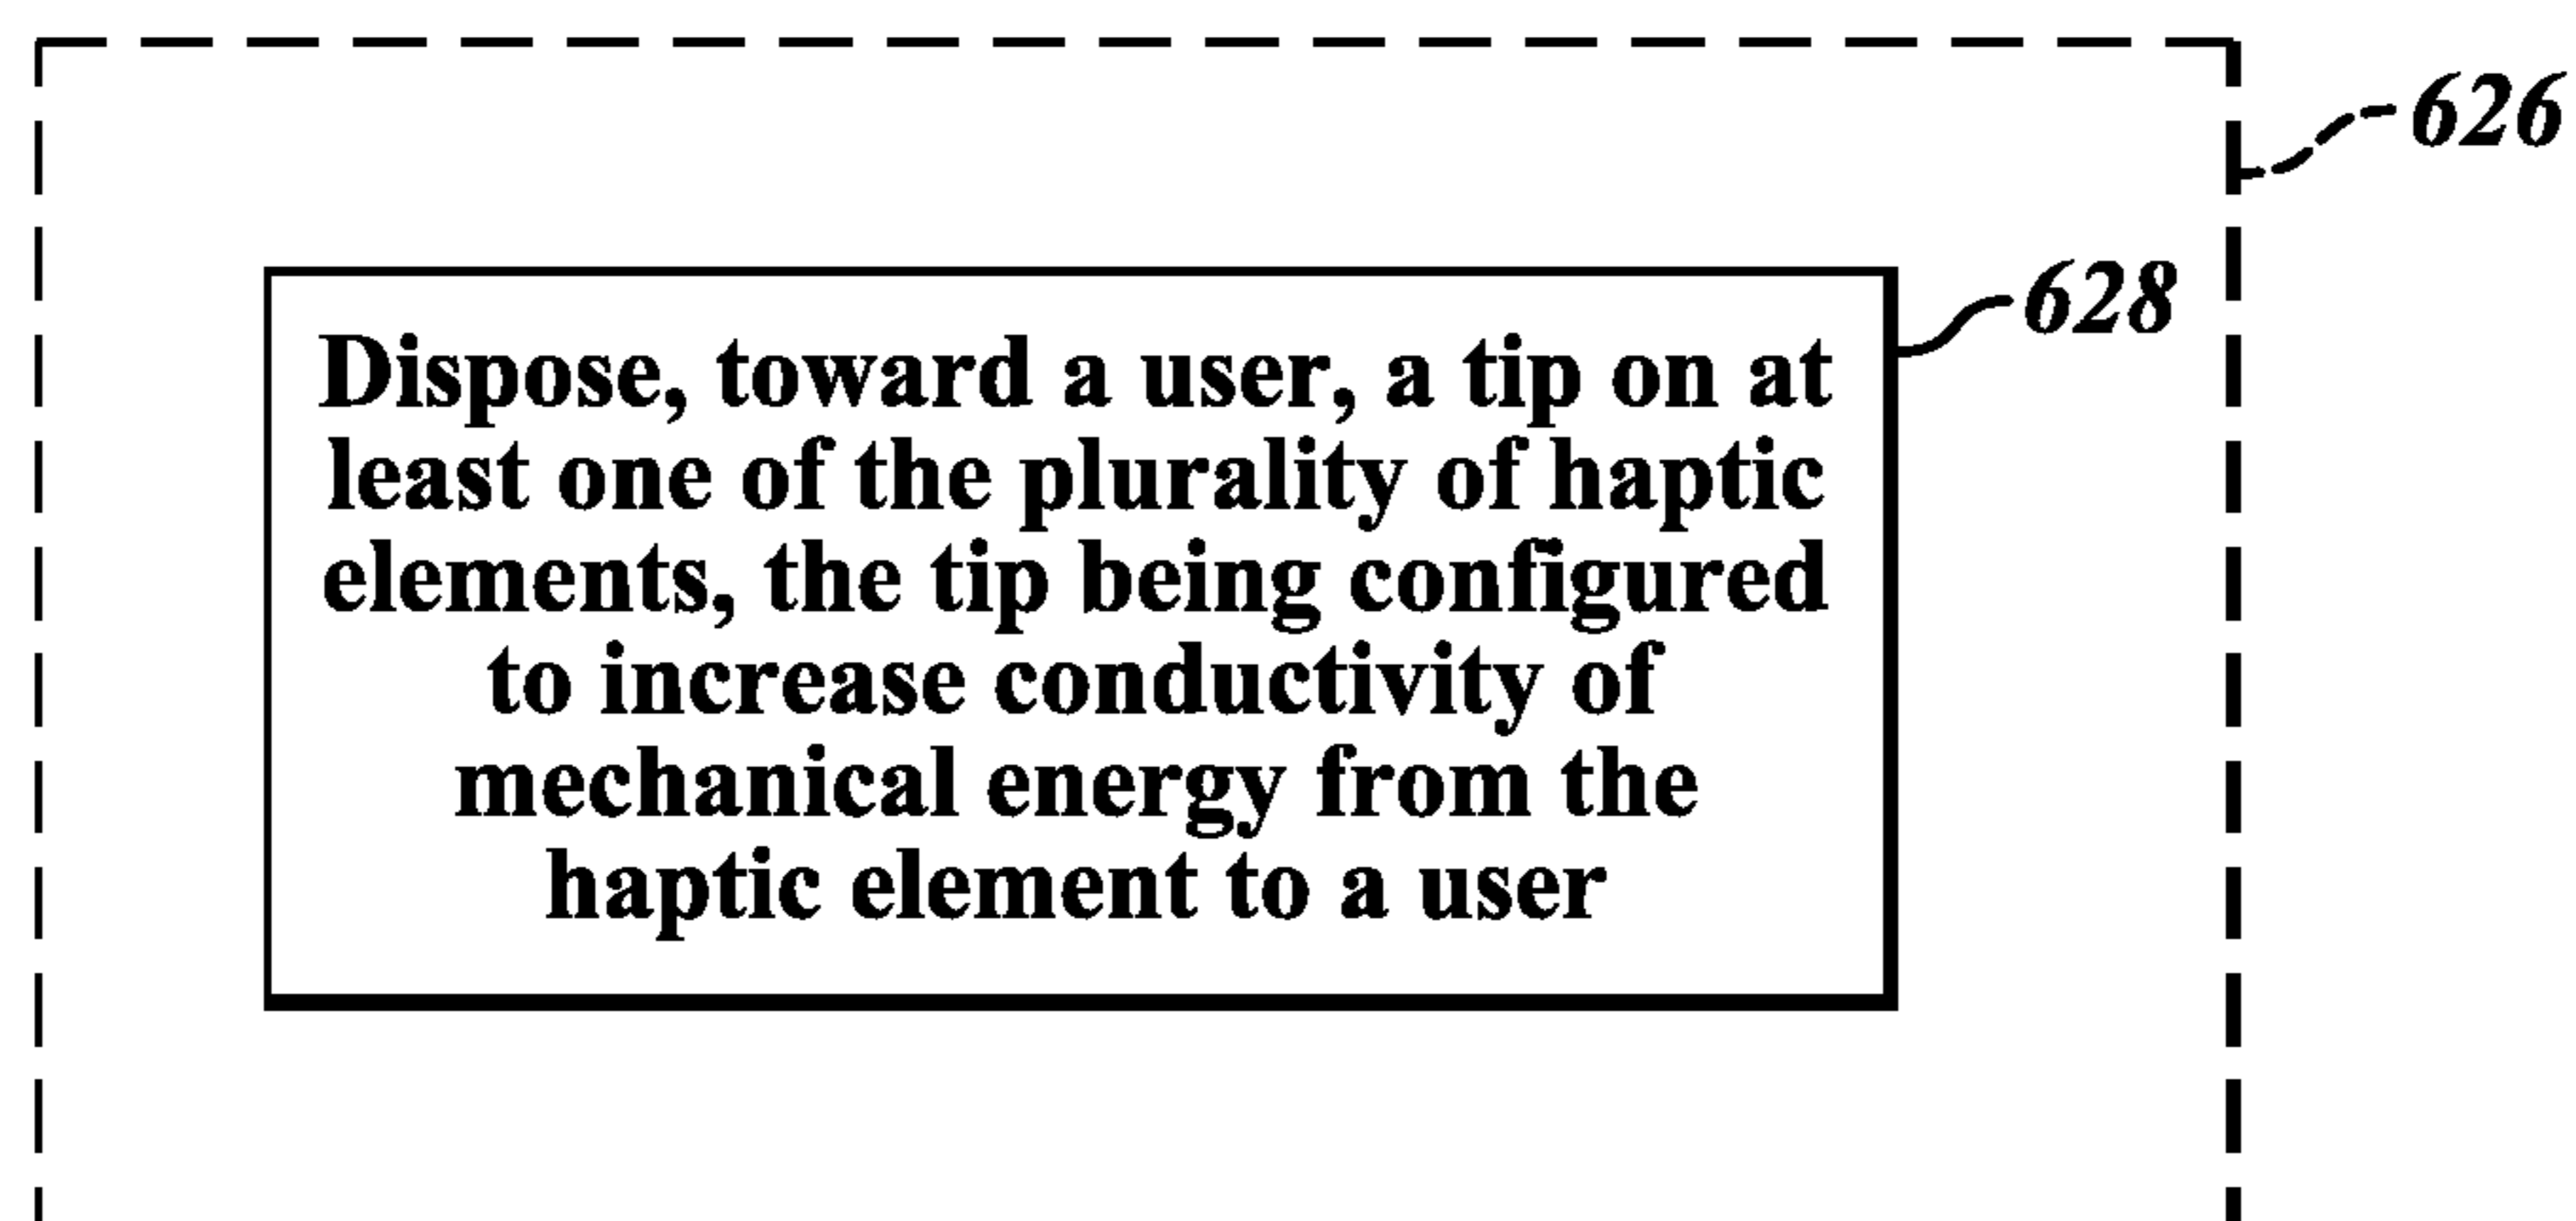 626
628
Dispose, toward a user, a tip on at
least one of the plurality of haptic
elements, the tip being configured
to increase conductivity of
mechanical energy from the
haptic element to a user